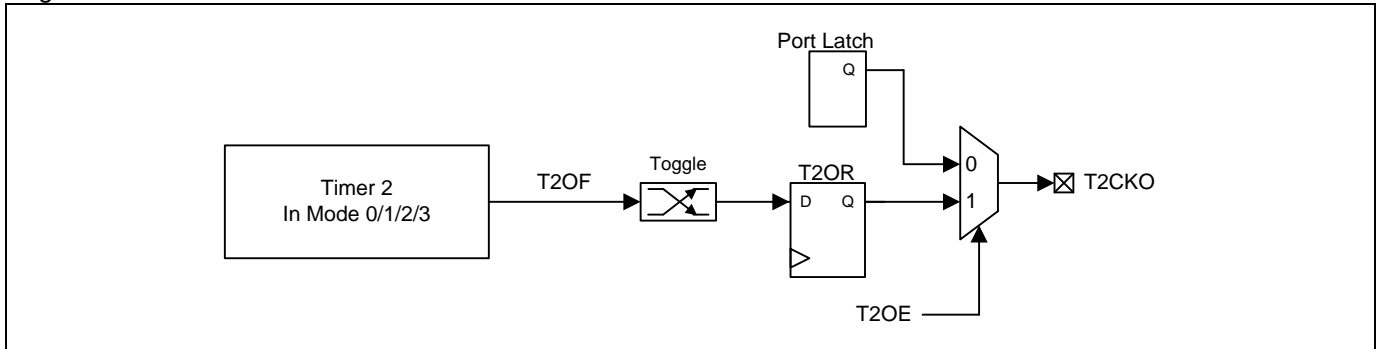 Port Latch
Q
Timer 2
In Mode 0/1/2/3
T2OF
Toggle
T2OR
D Q
0
1
T2CKO
T2OE